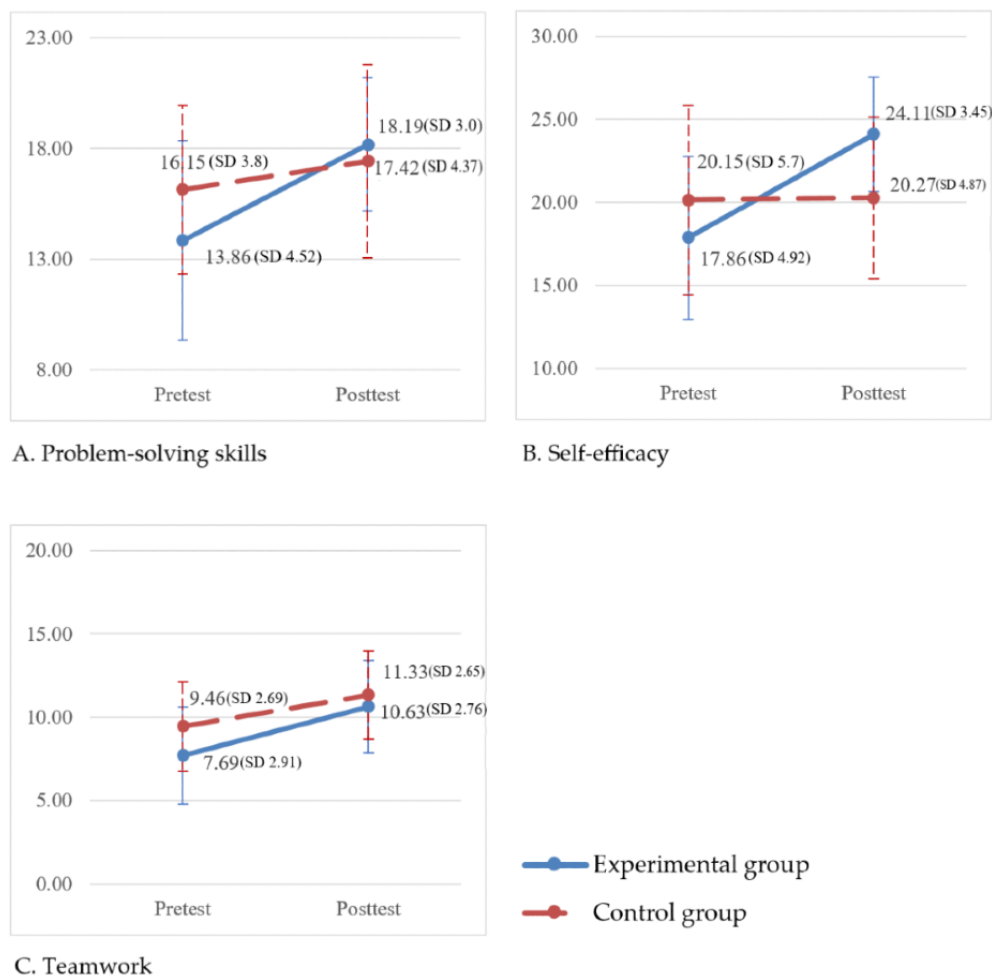 23.00
18.00
13.00
8.00
18.19 (SD 3.0)
16.15 (SD 3.8)
17.42 (SD 4.37)
13.86 (SD 4.52)
Pretest Posttest
A. Problem-solving skills
30.00
25.00
20.00
15.00
10.00
24.11 (SD 3.45)
20.15 (SD 5.7)
20.27 (SD 4.87)
17.86 (SD 4.92)
Pretest Posttest
B. Self-efficacy
20.00
15.00
10.00
5.00
0.00
11.33 (SD 2.65)
9.46 (SD 2.69)
10.63 (SD 2.76)
7.69 (SD 2.91)
Pretest Posttest
C. Teamwork
Experimental group
Control group